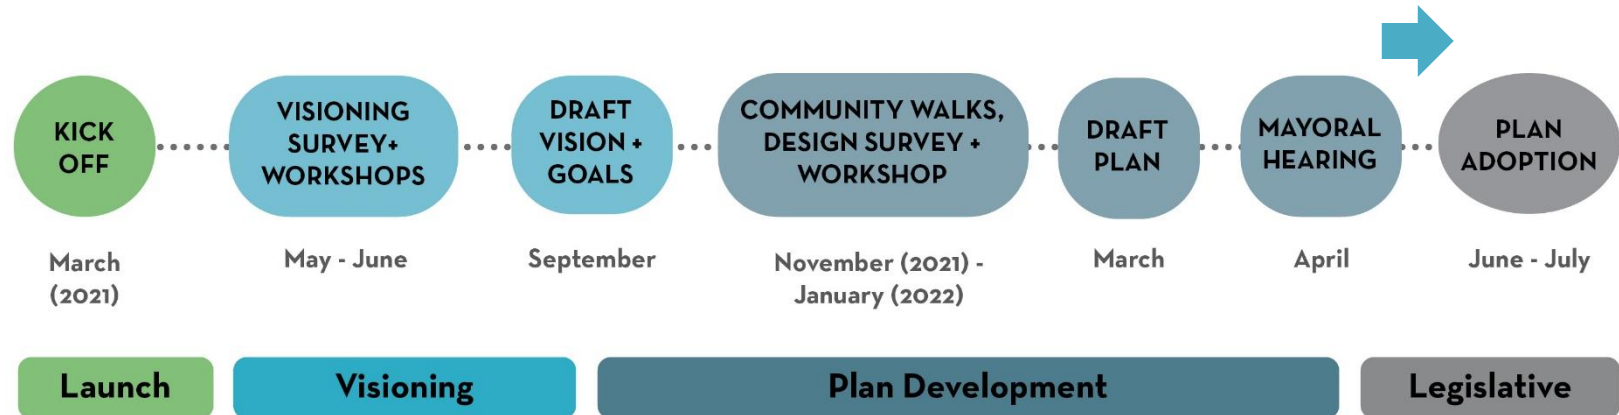 KICK
OFF
VISIONING
SURVEY+
WORKSHOPS
DRAFT
VISION +
GOALS
COMMUNITY WALKS,
DESIGN SURVEY +
WORKSHOP
DRAFT
PLAN
MAYORAL
HEARING
PLAN
ADOPTION
March
(2021)
May - June
September
November (2021) -
January (2022)
March
April
June - July
Launch
Visioning
Plan Development
Legislative